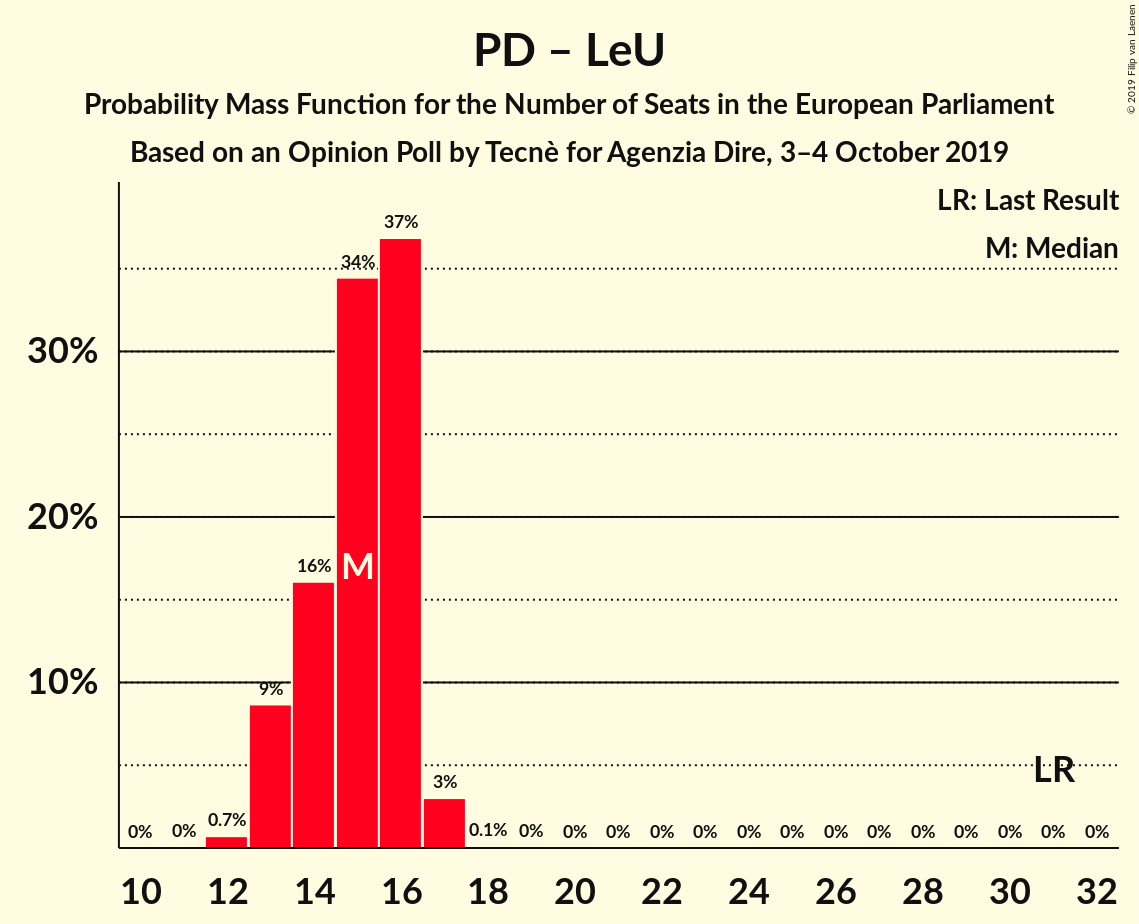 PD – LeU
Probability Mass Function for the Number of Seats in the European Parliament
Based on an Opinion Poll by Tecnè for Agenzia Dire, 3–4 October 2019
© 2019 Filip van Laenen
LR: Last Result
M: Median
30%
20%
10%
0% 0% 0.7% 9% 16% 34% 37% 3% 0.1% 0% 0% 0% 0% 0% 0% 0% 0% 0% 0% 0% 0% 0% 0%
M
LR
10 12 14 16 18 20 22 24 26 28 30 32